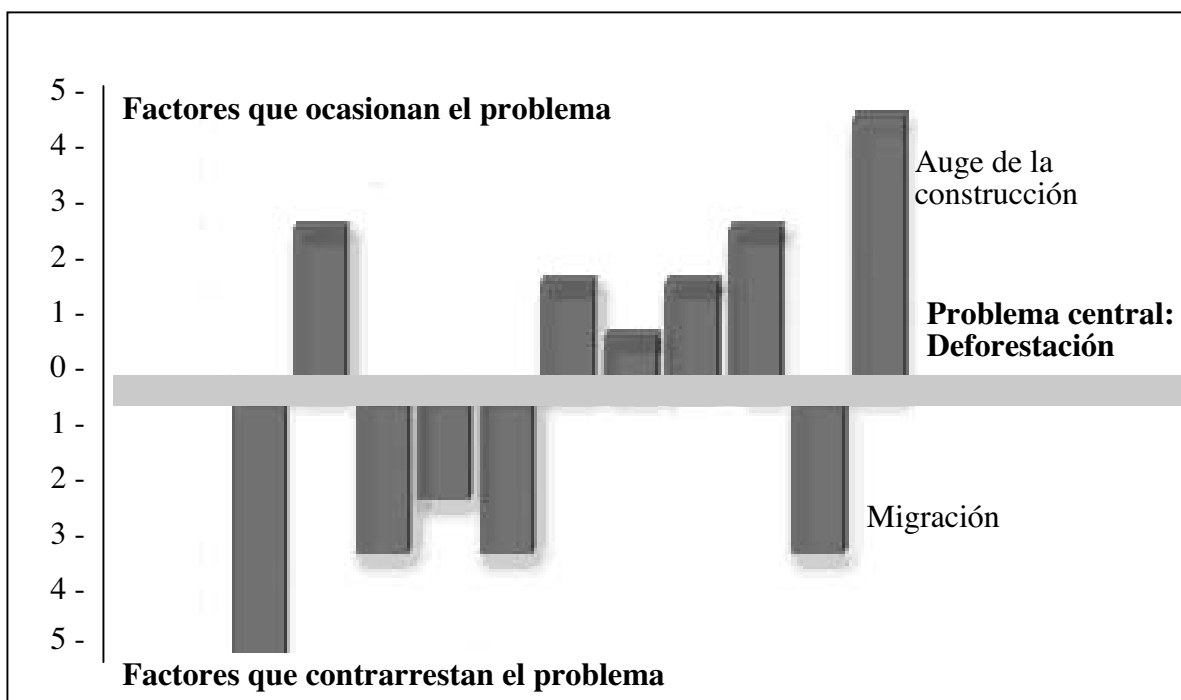 5 -
Factores que ocasionan el problema
4 -
Auge de la
construcción
3 -
2 -
1 -
Problema central:
Deforestación
0 -
1 -
2 -
Migración
3 -
4 -
5 -
Factores que contrarrestan el problema